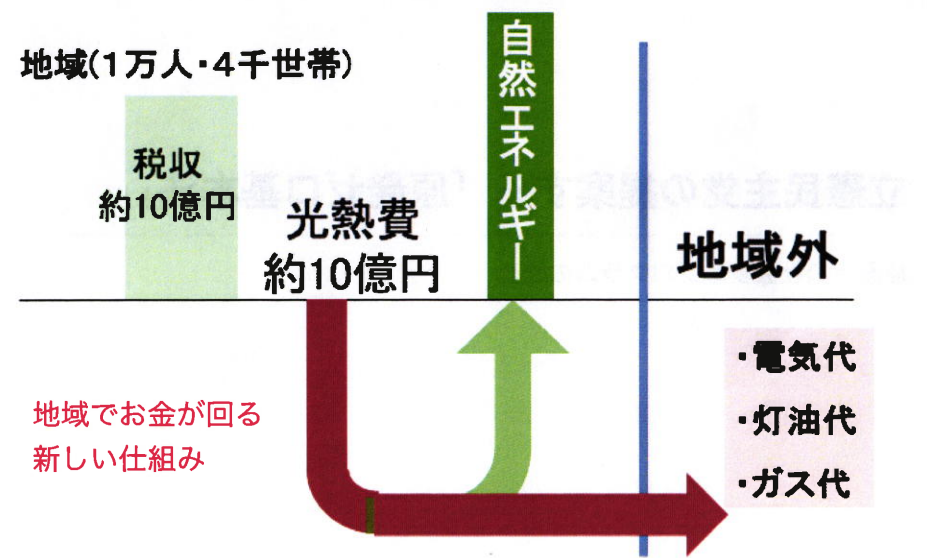 地域(1万人・4千世帯)
税収
約10億円
光熱費
約10億円
自然エネルギー
地域外
・電気代
・灯油代
・ガス代
地域でお金が回る
新しい仕組み